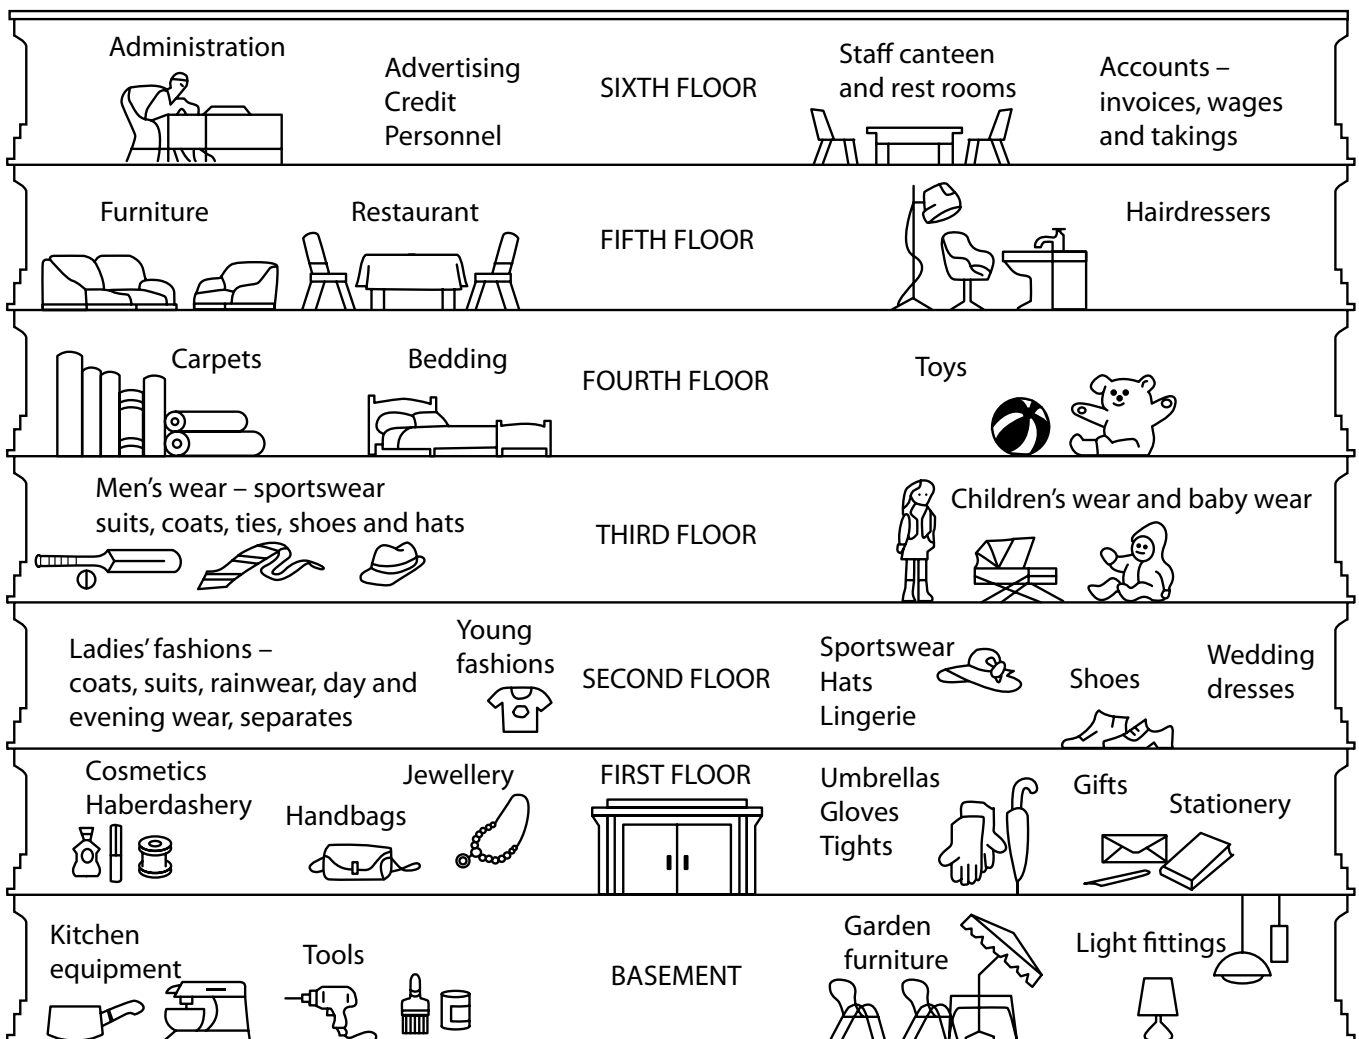 Administration
Advertising
Credit
Personnel
SIXTH FLOOR
Staff canteen
and rest rooms
Accounts –
invoices, wages
and takings
Furniture
Restaurant
FIFTH FLOOR
Hairdressers
Carpets
Bedding
FOURTH FLOOR
Toys
Men’s wear – sportswear
suits, coats, ties, shoes and hats
THIRD FLOOR
Children’s wear and baby wear
Ladies’ fashions –
coats, suits, rainwear, day and
evening wear, separates
Young
fashions
SECOND FLOOR
Sportswear
Hats
Lingerie
Shoes
Wedding
dresses
Cosmetics
Haberdashery
Handbags
Jewellery
FIRST FLOOR
Umbrellas
Gloves
Tights
Gifts
Stationery
Kitchen
equipment
Tools
BASEMENT
Garden
furniture
Light fittings